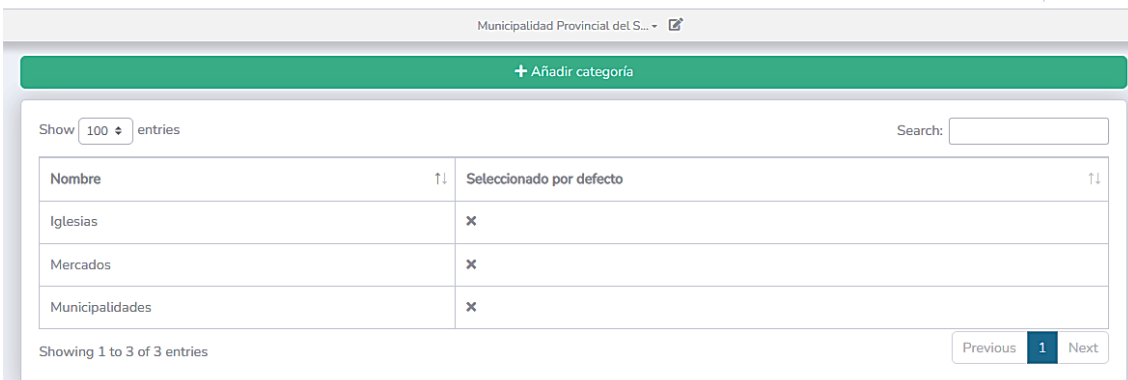 Municipalidad Provincial del S...
+ Añadir categoría
Show 100 entries Search:
Nombre Seleccionado por defecto
Iglesias
Mercados
Municipalidades
Showing 1 to 3 of 3 entries Previous 1 Next